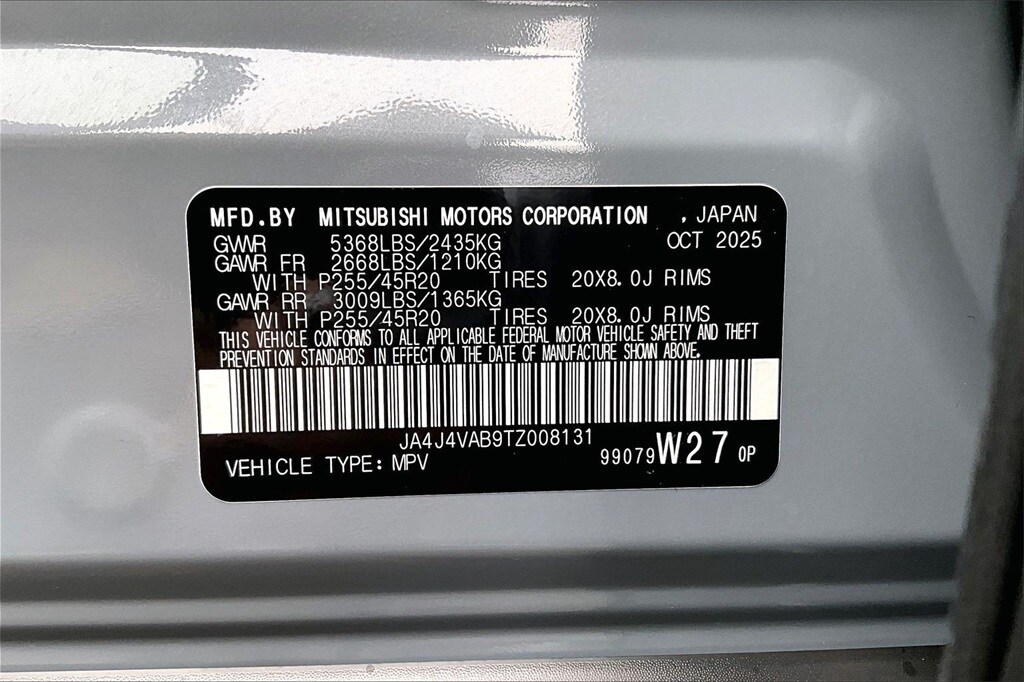 MFD.BY MITSUBISHI MOTORS CORPORATION , JAPAN
GVWR 5368LBS/2435KG OCT 2025
GAWR FR 2668LBS/1210KG
WITH P255/45R20 TIRES 20X8.0J RIMS
GAWR RR 3009LBS/1365KG
WITH P255/45R20 TIRES 20X8.0J RIMS
THIS VEHICLE CONFORMS TO ALL APPLICABLE FEDERAL MOTOR VEHICLE SAFETY AND THEFT
PREVENTION STANDARDS IN EFFECT ON THE DATE OF MANUFACTURE SHOWN ABOVE.
JA4J4VAB9TZ008131
VEHICLE TYPE: MPV 99079 W27 0P